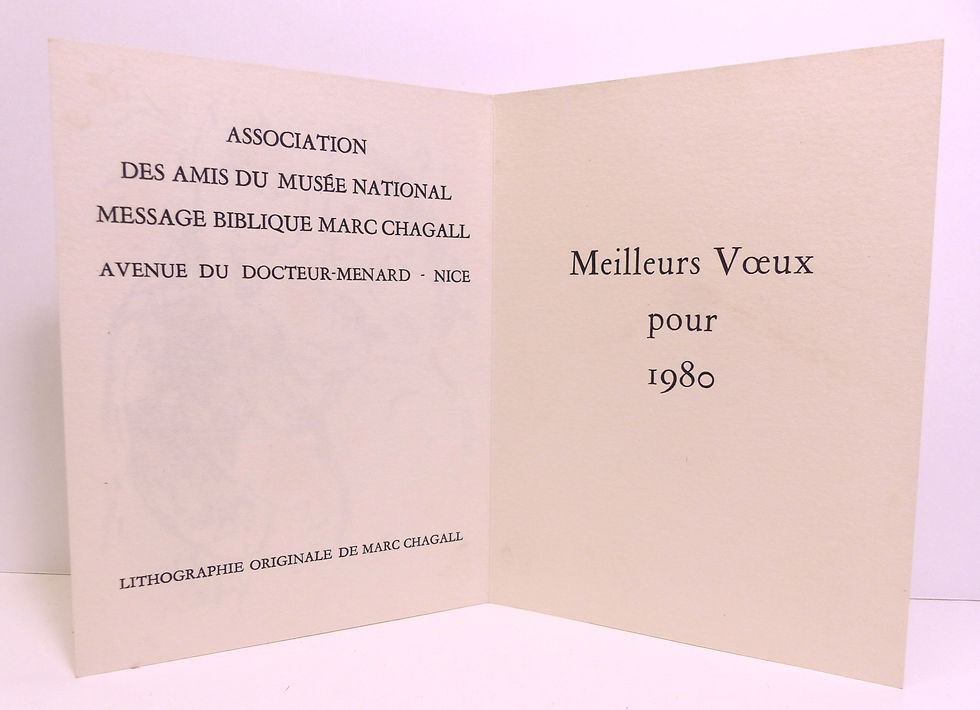 ASSOCIATION
DES AMIS DU MUSÉE NATIONAL
MESSAGE BIBLIQUE MARC CHAGALL
AVENUE DU DOCTEUR-MENARD - NICE
LITHOGRAPHIE ORIGINALE DE MARC CHAGALL
Meilleurs Vœux
pour
1980